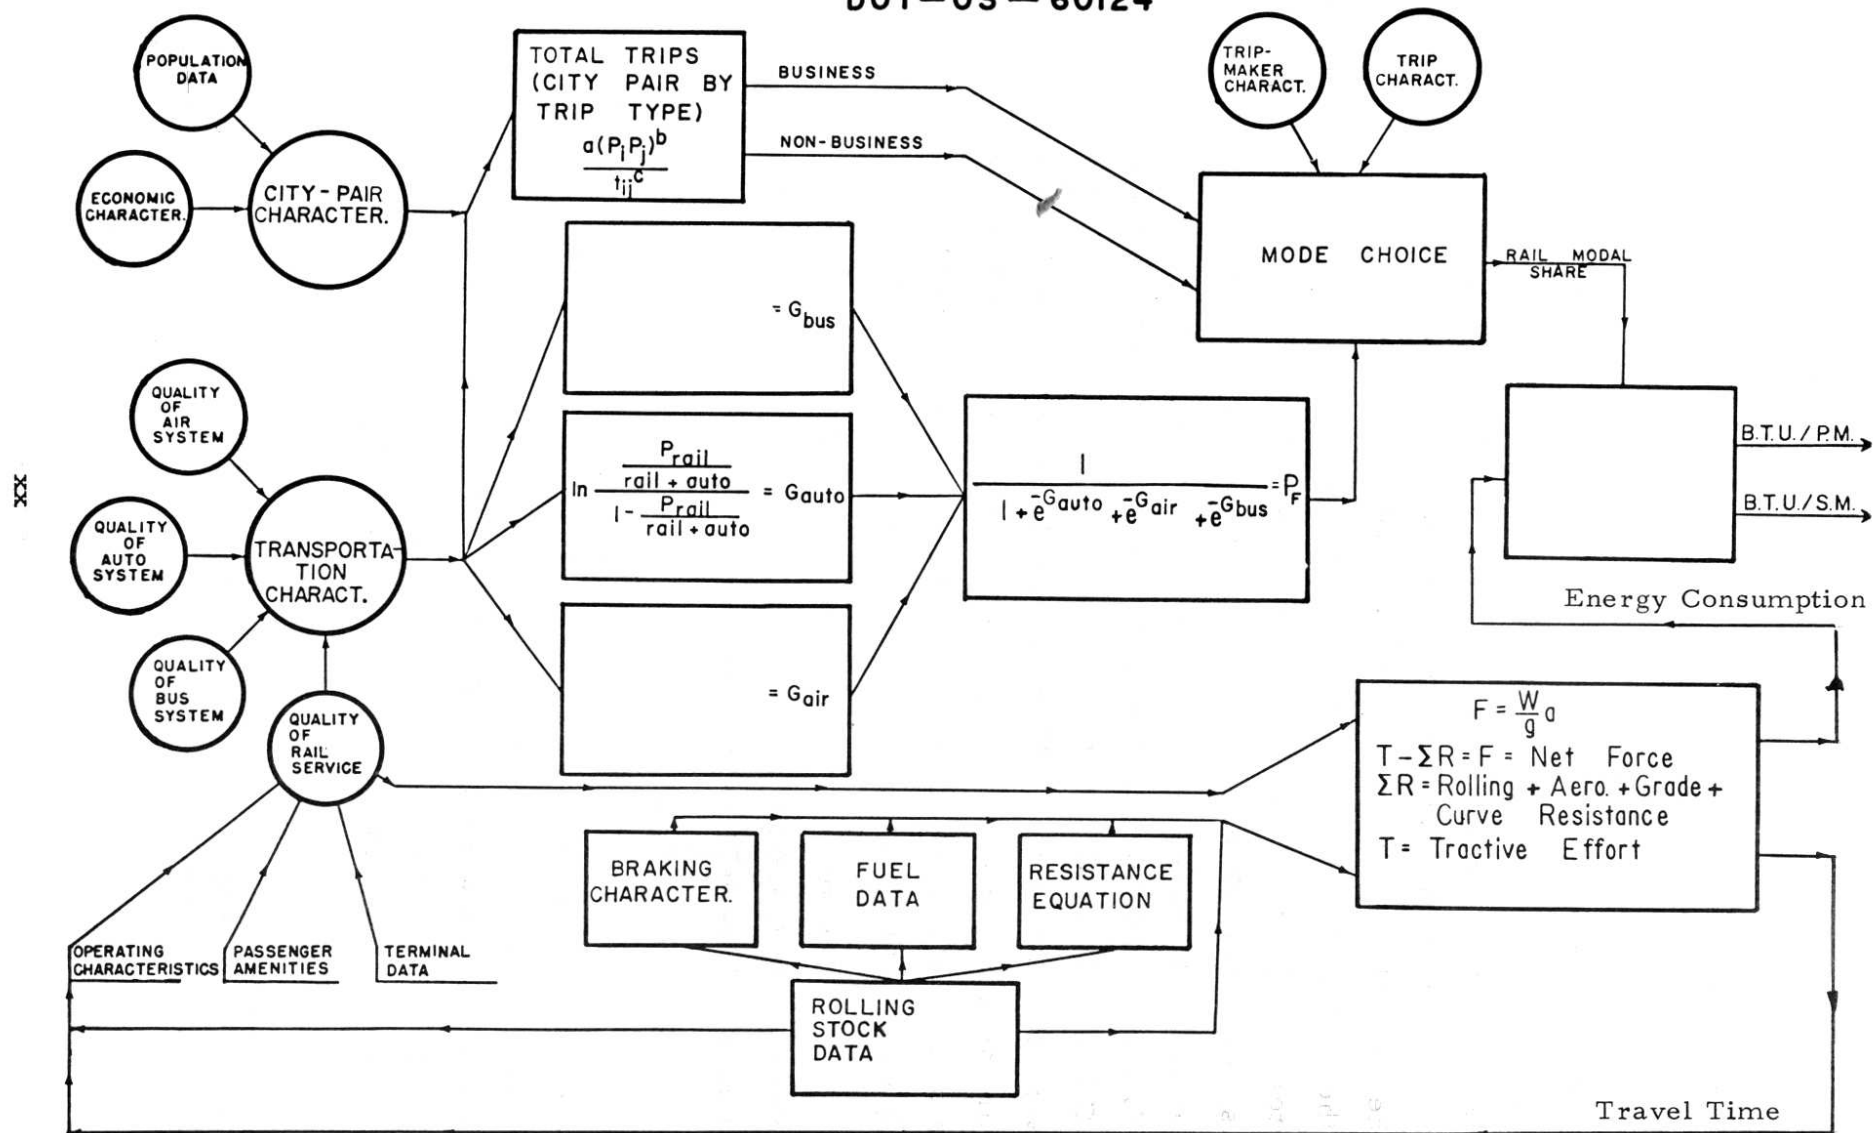 DOT-OS-60124
POPULATION
DATA
ECONOMIC
CHARACTER.
CITY-PAIR
CHARACTER.
TOTAL TRIPS
(CITY PAIR BY
TRIP TYPE)
a(PiPj)^b
tij^c
BUSINESS
NON-BUSINESS
TRIP-
MAKER
CHARACT.
TRIP
CHARACT.
MODE CHOICE
RAIL MODAL
SHARE
= Gbus
QUALITY
OF
AIR
SYSTEM
QUALITY
OF
AUTO
SYSTEM
QUALITY
OF
BUS
SYSTEM
TRANSPORTA-
TION
CHARACT.
QUALITY
OF
RAIL
SERVICE
Prail
rail + auto
ln = Gauto
1 - Prail
rail + auto
= Gair
1
1 + e^-Gauto + e^-Gair + e^-Gbus = PF
B.T.U./P.M.
B.T.U./S.M.
Energy Consumption
F = W/g a
T-ΣR = F = Net Force
ΣR = Rolling + Aero. + Grade +
Curve Resistance
T = Tractive Effort
BRAKING
CHARACTER.
FUEL
DATA
RESISTANCE
EQUATION
OPERATING
CHARACTERISTICS
PASSENGER
AMENITIES
TERMINAL
DATA
ROLLING
STOCK
DATA
Travel Time
xx